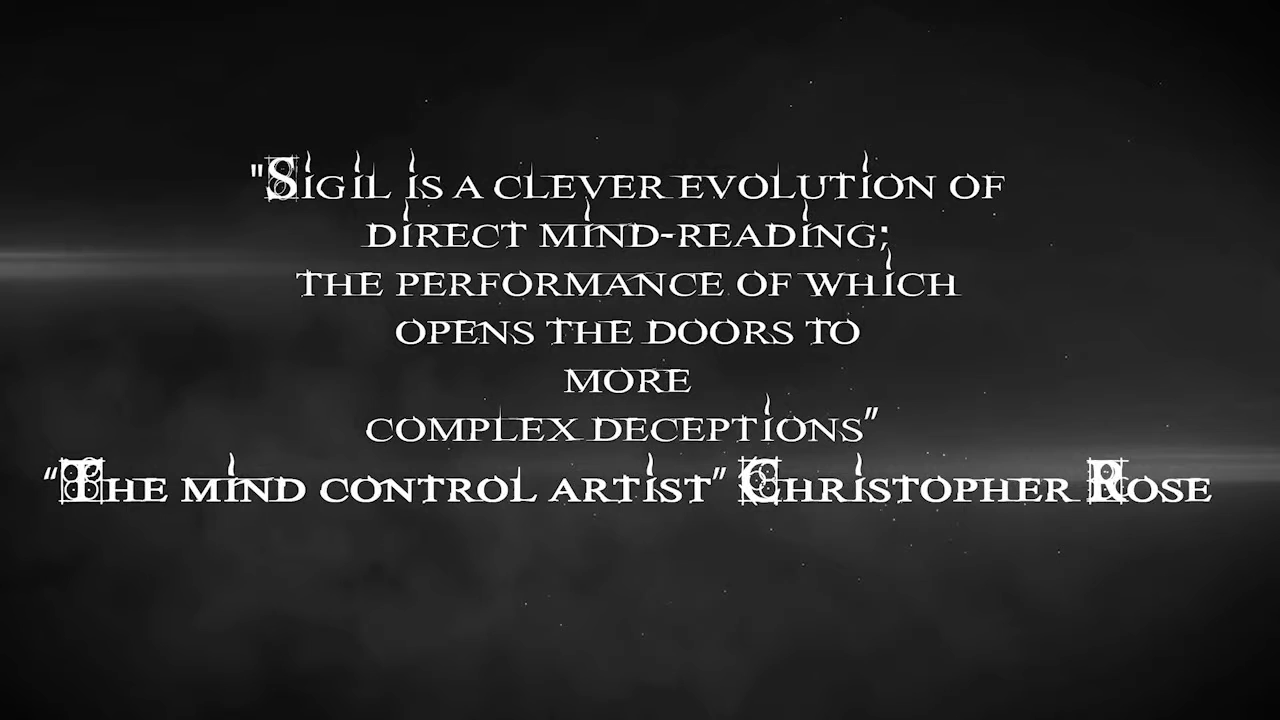 "Sigil is a clever evolution of
direct mind-reading;
the performance of which
opens the doors to
more
complex deceptions”
“The mind control artist” Christopher Rose